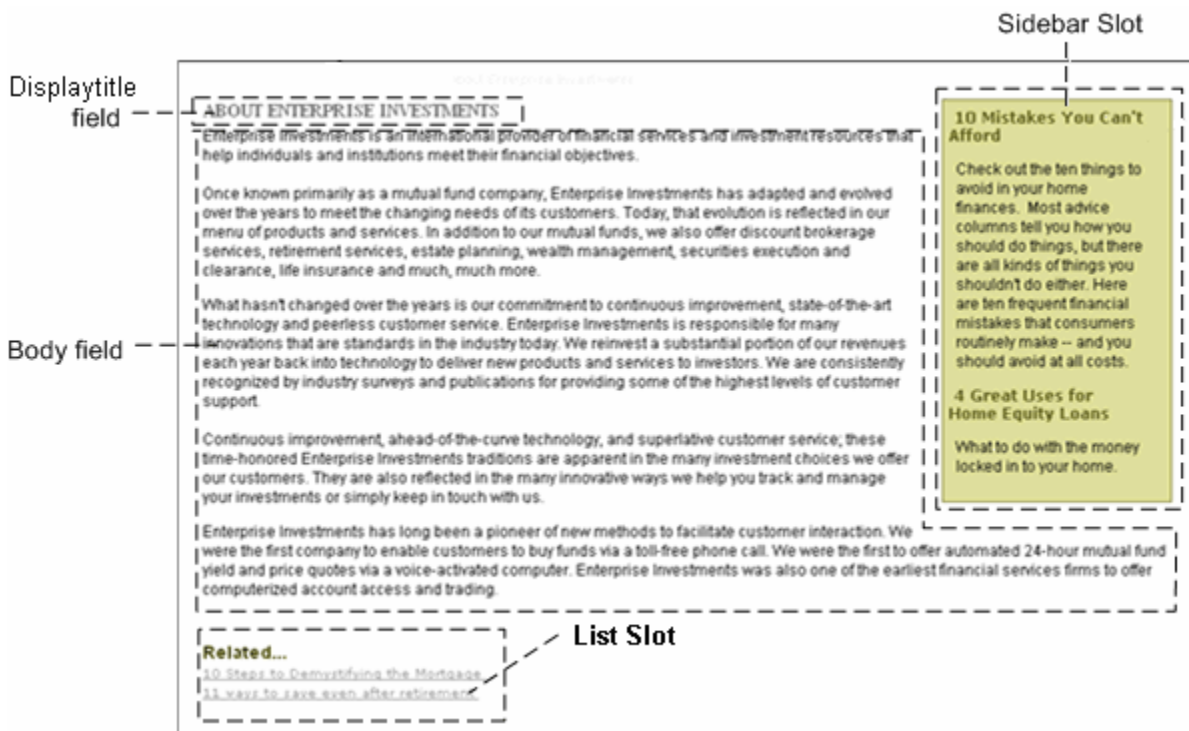 Sidebar Slot
Displaytitle
field
ABOUT ENTERPRISE INVESTMENTS
Enterprise Investments is an international provider of financial services and investment resources that
help individuals and institutions meet their financial objectives.
Once known primarily as a mutual fund company, Enterprise Investments has adapted and evolved
over the years to meet the changing needs of its customers. Today, that evolution is reflected in our
menu of products and services. In addition to our mutual funds, we also offer discount brokerage
services, retirement services, estate planning, wealth management, securities execution and
clearance, life insurance and much, much more.
What hasn't changed over the years is our commitment to continuous improvement, state-of-the-art
technology and peerless customer service. Enterprise Investments is responsible for many
innovations that are standards in the industry today. We reinvest a substantial portion of our revenues
each year back into technology to deliver new products and services to investors. We are consistently
recognized by industry surveys and publications for providing some of the highest levels of customer
support.
Body field
Continuous improvement, ahead-of-the-curve technology, and superlative customer service; these
time-honored Enterprise Investments traditions are apparent in the many investment choices we offer
our customers. They are also reflected in the many innovative ways we help you track and manage
your investments or simply keep in touch with us.
Enterprise Investments has long been a pioneer of new methods to facilitate customer interaction. We
were the first company to enable customers to buy funds via a toll-free phone call. We were the first to offer automated 24-hour mutual fund
yield and price quotes via a voice-activated computer. Enterprise Investments was also one of the earliest financial services firms to offer
computerized account access and trading.
10 Mistakes You Can't
Afford
Check out the ten things to
avoid in your home
finances. Most advice
columns tell you how you
should do things, but there
are all kinds of things you
shouldn't do either. Here
are ten frequent financial
mistakes that consumers
routinely make -- and you
should avoid at all costs.
4 Great Uses for
Home Equity Loans
What to do with the money
locked in to your home.
List Slot
Related...
10 Steps to Demystifying the Mortgage
11 ways to save even after retirement